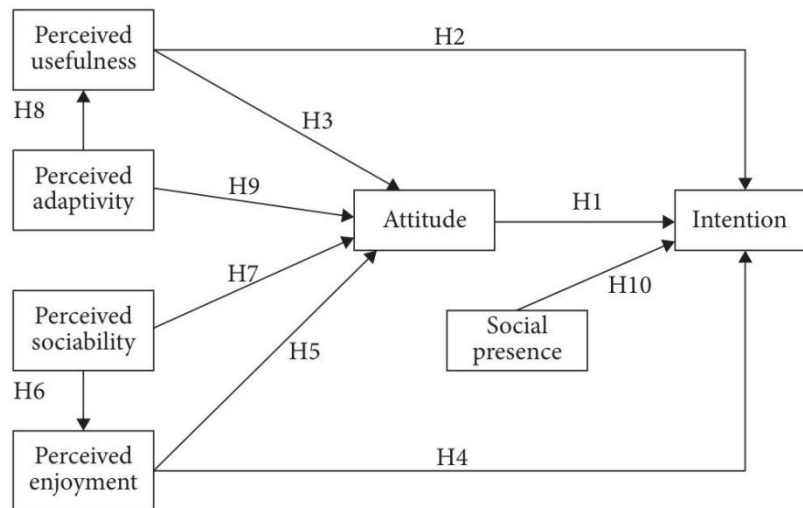 Perceived
usefulness
H2
H8
H3
Perceived
adaptivity
H9
Attitude
H1
Intention
H7
H10
Perceived
sociability
Social
presence
H5
H6
Perceived
enjoyment
H4